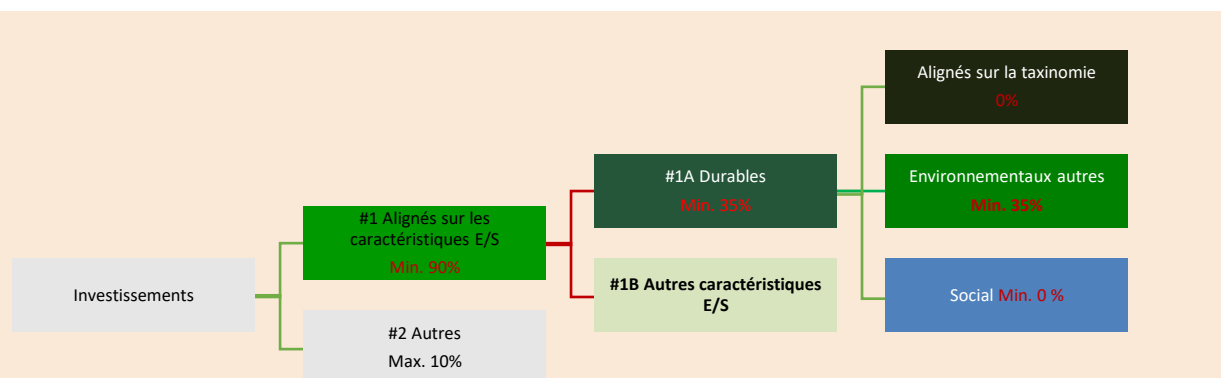 Investissements
#1 Alignés sur les
caractéristiques E/S
Min. 90%
#2 Autres
Max. 10%
#1A Durables
Min. 35%
#1B Autres caractéristiques
E/S
Alignés sur la taxinomie
0%
Environnementaux autres
Min. 35%
Social Min. 0 %